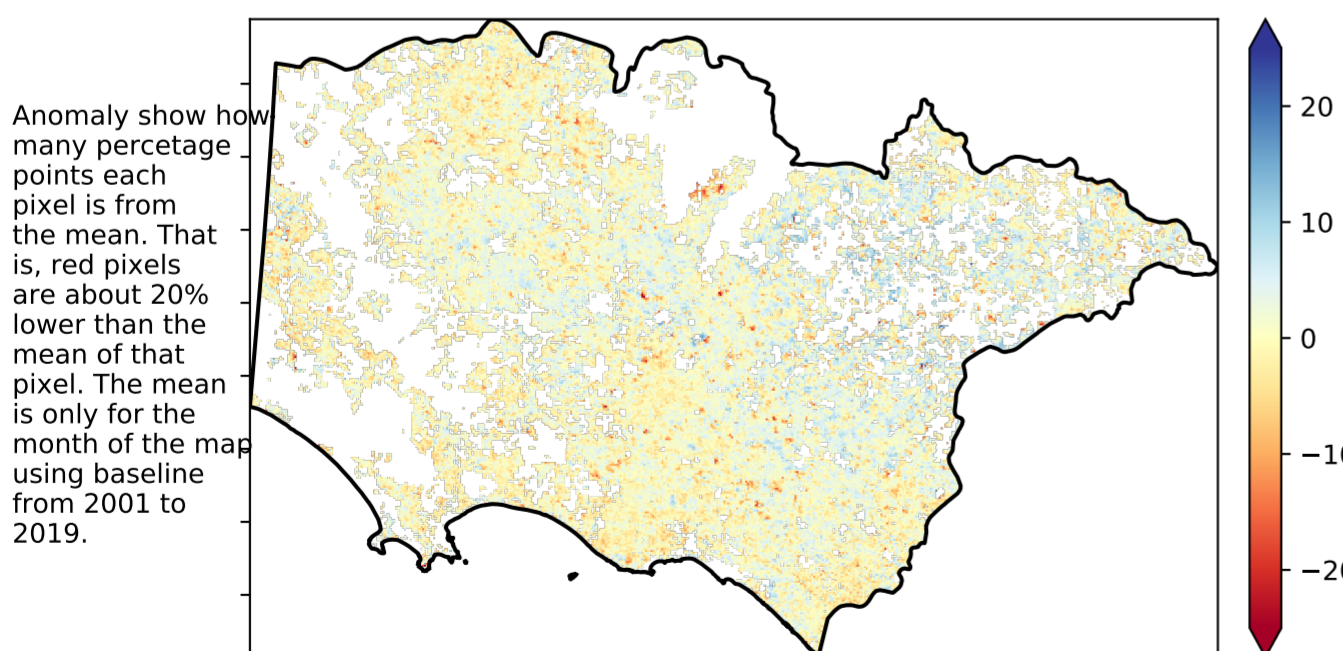 Anomaly show how
many percetage
points each
pixel is from
the mean. That
is, red pixels
are about 20%
lower than the
mean of that
pixel. The mean
is only for the
month of the map
using baseline
from 2001 to
2019.
20
10
0
−10
−20